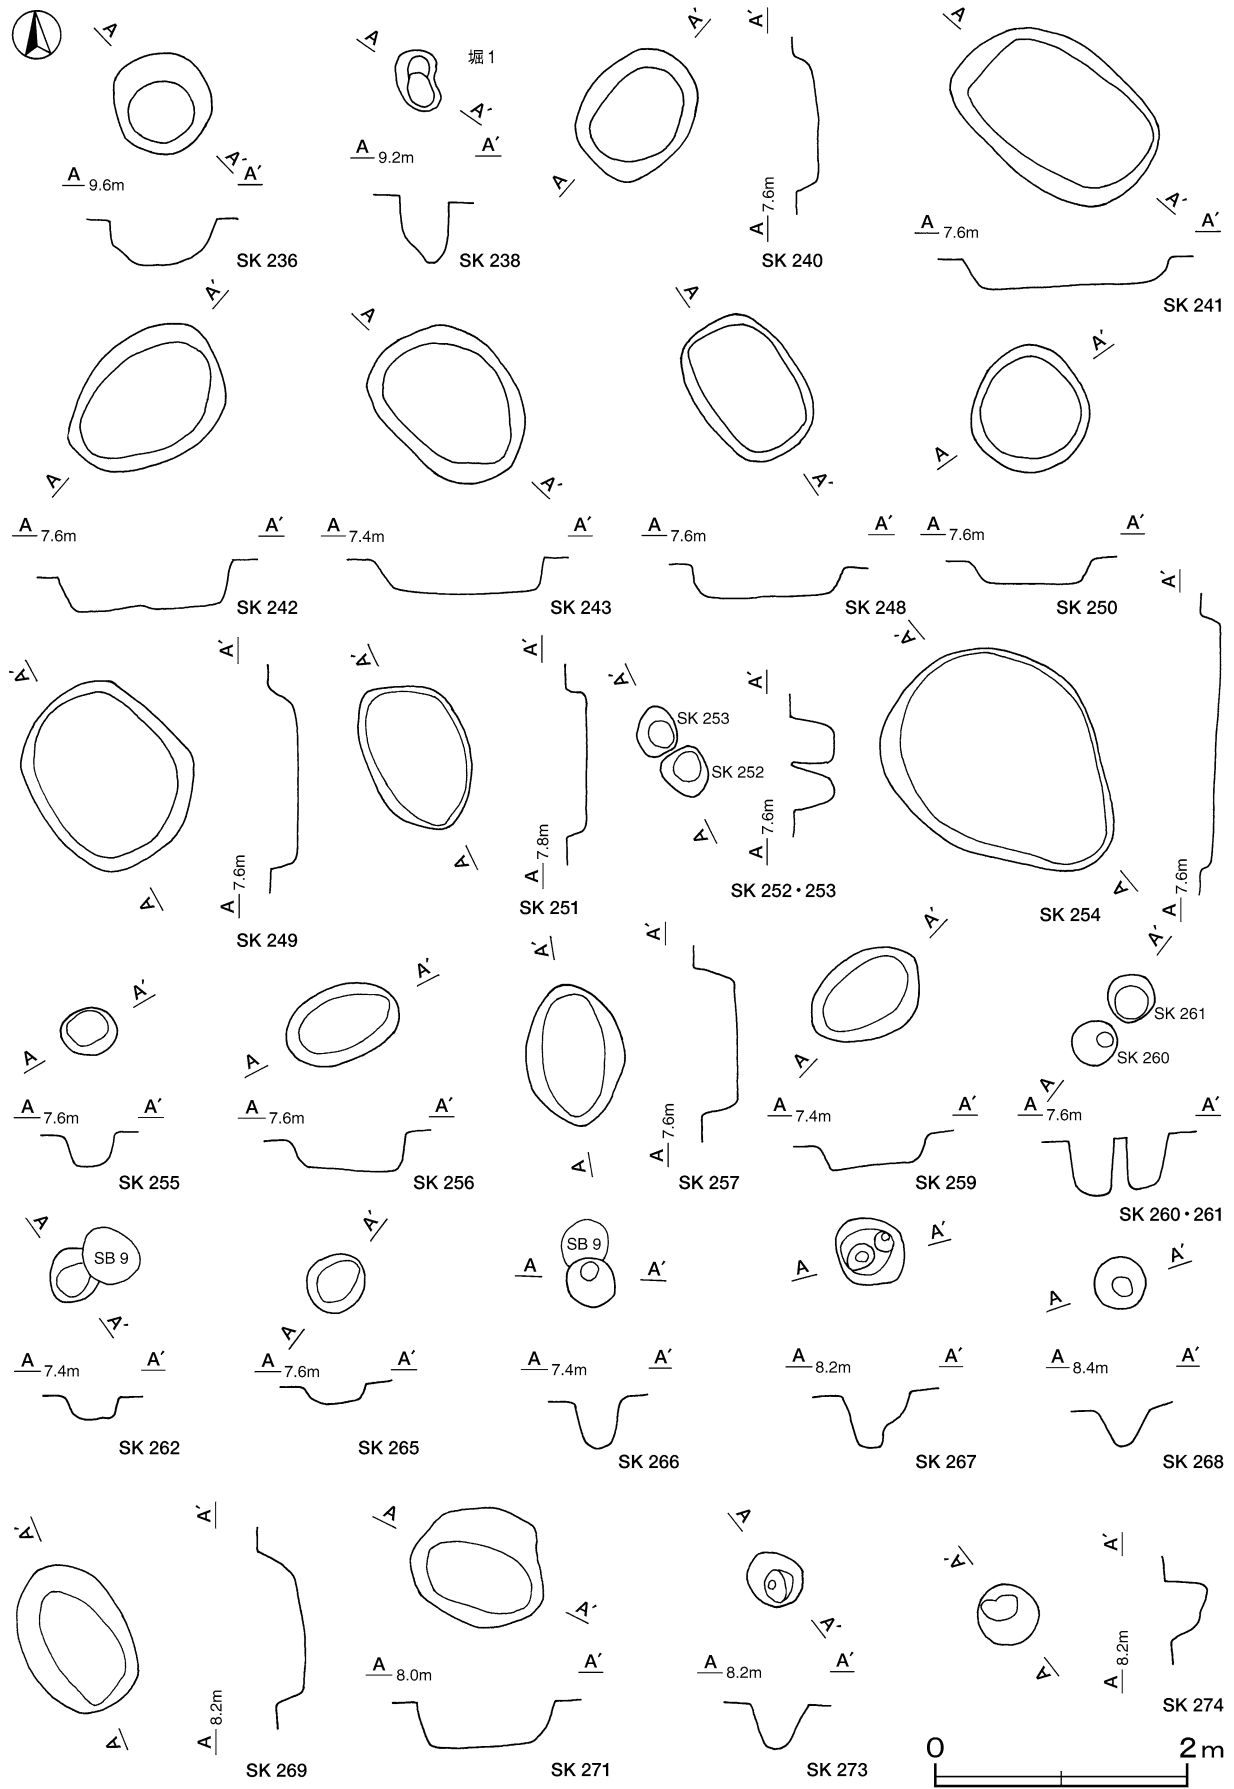 A
A′
A 9.6m A′
SK 236
A
堀 1
A′
A 9.2m A′
SK 238
A′
A
A′
A 7.6m
SK 240
A
A′
A 7.6m A′
SK 241
A′
A
A 7.6m A′
SK 242
A
A′
A 7.4m A′
SK 243
A
A′
A 7.6m A′
SK 248
A′
A
A 7.6m A′
SK 250
A′
A
A′
A 7.6m
SK 249
A′
A
A′
A 7.8m
SK 251
A′
SK 253
SK 252
A
A′
A 7.6m
SK 252・253
A′
A
A′
A 7.6m
SK 254
A′
A
A 7.6m A′
SK 255
A′
A
A 7.6m A′
SK 256
A′
A
A′
A 7.6m
SK 257
A′
A
A 7.4m A′
SK 259
A′
SK 261
SK 260
A
A 7.6m A′
SK 260・261
A
SB 9
A′
A 7.4m A′
SK 262
A′
A
A 7.6m A′
SK 265
SB 9
A A′
A 7.4m A′
SK 266
A′
A
A 8.2m A′
SK 267
A′
A
A 8.4m A′
SK 268
A′
A
A′
A 8.2m
SK 269
A
A′
A 8.0m A′
SK 271
A
A′
A 8.2m A′
SK 273
A′
A
A′
A 8.2m
SK 274
0 2 m